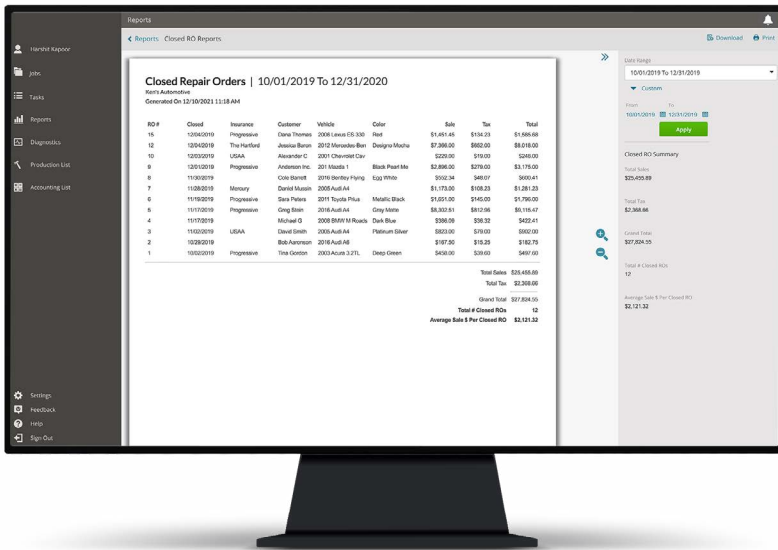 Reports
Harshit Kapoor
Jobs
Tasks
Reports
Diagnostics
Production List
Accounting List
Settings
Feedback
Help
Sign Out
Reports Closed RO Reports
Download Print
Closed Repair Orders | 10/01/2019 To 12/31/2020
Ken's Automotive
Generated On 12/10/2021 11:18 AM
RO # Closed Insurance Customer Vehicle Color Sale Tax Total
15 12/04/2019 Progressive Dana Thomas 2006 Lexus ES 330 Red $1,451.45 $134.23 $1,585.68
12 12/04/2019 The Hartford Jessica Baron 2012 Mercedes-Ben Designo Mocha $7,366.00 $652.00 $8,018.00
10 12/03/2019 USAA Alexander C 2001 Chevrolet Cav $229.00 $19.00 $248.00
9 12/01/2019 Progressive Anderson Inc. 201 Mazda 1 Black Pearl Me $2,896.00 $279.00 $3,175.00
8 11/30/2019 Cole Barrett 2016 Bentley Flying Egg White $552.34 $48.07 $600.41
7 11/28/2019 Mercury Daniel Mussin 2005 Audi A4 $1,173.00 $108.23 $1,281.23
6 11/19/2019 Progressive Sara Peters 2011 Toyota Prius Metallic Black $1,651.00 $145.00 $1,796.00
5 11/17/2019 Progressive Greg Stein 2016 Audi A4 Grey Matte $8,302.51 $812.96 $9,115.47
4 11/17/2019 Michael G 2008 BMW M Roads Dark Blue $386.09 $36.32 $422.41
3 11/02/2019 USAA David Smith 2005 Audi A4 Platinum Silver $823.00 $79.00 $902.00
2 10/29/2019 Bob Aaronson 2016 Audi A6 $167.50 $15.25 $182.75
1 10/02/2019 Progressive Tina Gordon 2003 Acura 3.2TL Deep Green $458.00 $39.60 $497.60
Total Sales $25,455.89
Total Tax $2,368.66
Grand Total $27,824.55
Total # Closed ROs 12
Average Sale $ Per Closed RO $2,121.32
Date Range
10/01/2019 To 12/31/2019
Custom
From To
10/01/2019 12/31/2019
Apply
Closed RO Summary
Total Sales
$25,455.89
Total Tax
$2,368.66
Grand Total
$27,824.55
Total # Closed ROs
12
Average Sale $ Per Closed RO
$2,121.32